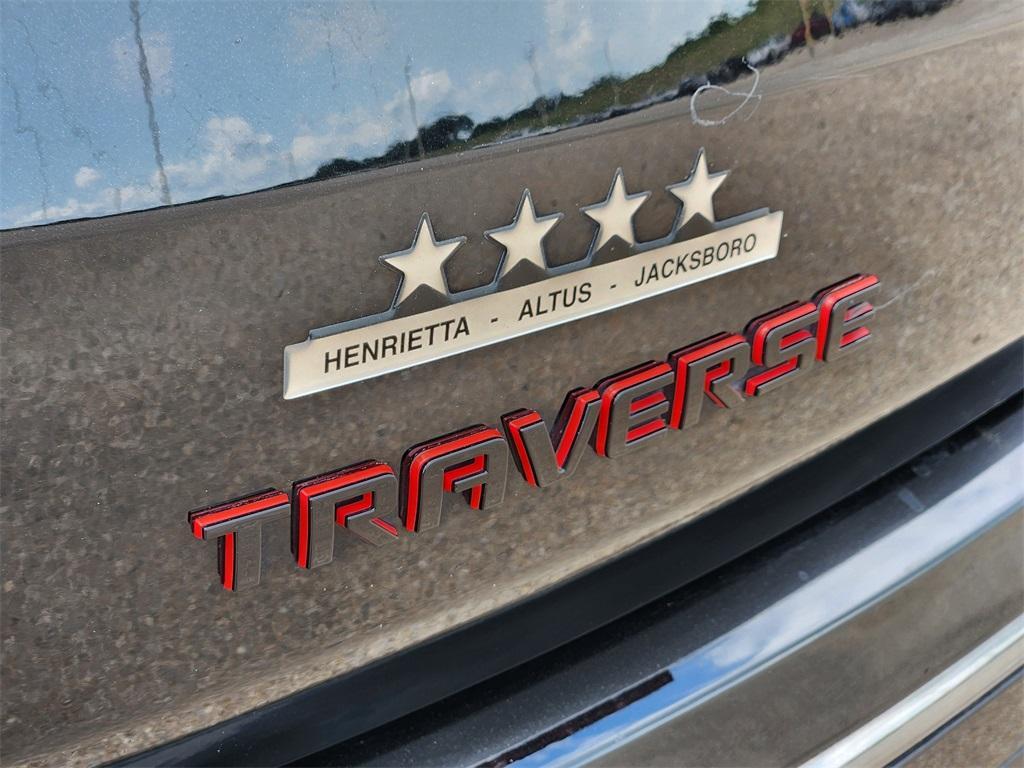 HENRIETTA - ALTUS - JACKSBORO
TRAVERSE